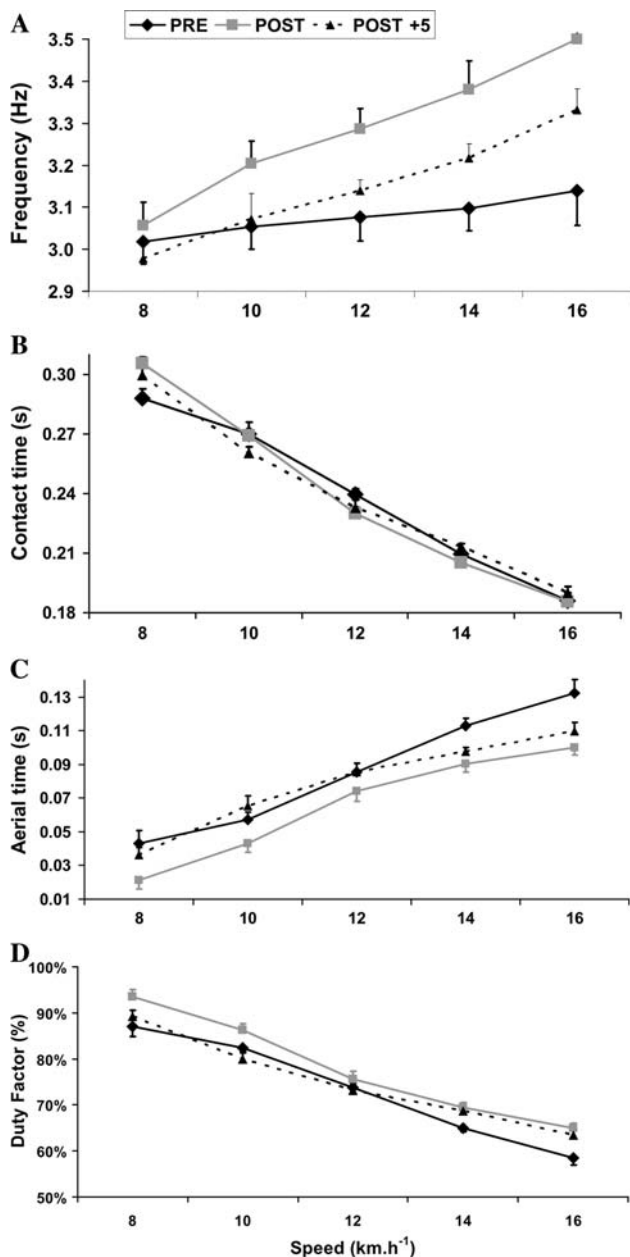 A
PRE POST POST +5
Frequency (Hz)
3.5
3.4
3.3
3.2
3.1
3.0
2.9
8 10 12 14 16
B
Contact time (s)
0.30
0.27
0.24
0.21
0.18
8 10 12 14 16
C
Aerial time (s)
0.13
0.11
0.09
0.07
0.05
0.03
0.01
8 10 12 14 16
D
Duty Factor (%)
100%
90%
80%
70%
60%
50%
8 10 12 14 16
Speed (km.h⁻¹)